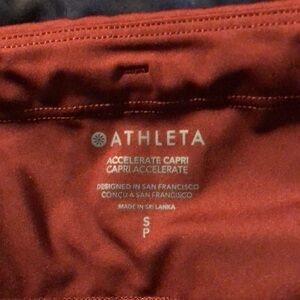 ATHLETA
ACCELERATE CAPRI
CAPRI ACCELERATE
DESIGNED IN SAN FRANCISCO
CONÇU A SAN FRANCISCO
MADE IN SRI LANKA
S
P